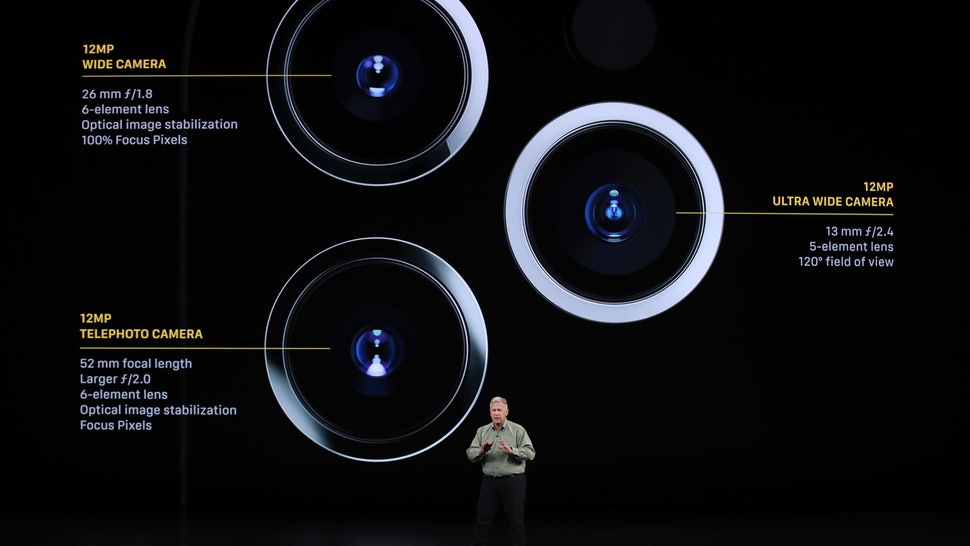 12MP
WIDE CAMERA
26 mm ƒ/1.8
6-element lens
Optical image stabilization
100% Focus Pixels
12MP
ULTRA WIDE CAMERA
13 mm ƒ/2.4
5-element lens
120° field of view
12MP
TELEPHOTO CAMERA
52 mm focal length
Larger ƒ/2.0
6-element lens
Optical image stabilization
Focus Pixels